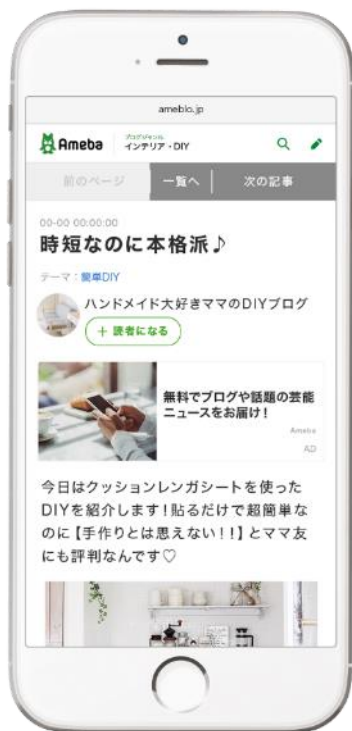 ameblo.jp
Ameba
ブログジャンル
インテリア・DIY
前のページ
一覧へ
次の記事
00-00 00:00:00
時短なのに本格派♪
テーマ：簡単DIY
ハンドメイド大好きママのDIYブログ
+ 読者になる
無料でブログや話題の芸能
ニュースをお届け！
Ameba
AD
今日はクッションレンガシートを使った
DIYを紹介します！貼るだけで超簡単な
のに【手作りとは思えない！！】とママ友
にも評判なんです♡